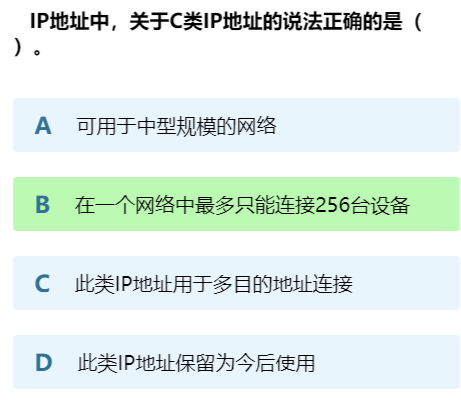 IP地址中，关于C类IP地址的说法正确的是（
）。
A 可用于中型规模的网络
B 在一个网络中最多只能连接256台设备
C 此类IP地址用于多目的地址连接
D 此类IP地址保留为今后使用